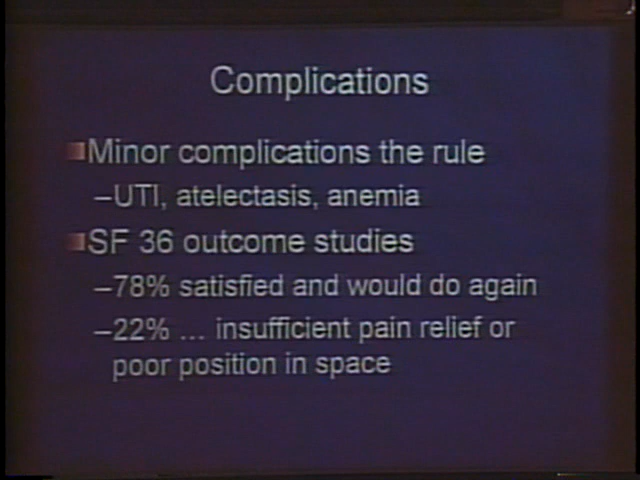 Complications
Minor complications the rule
–UTI, atelectasis, anemia
SF 36 outcome studies
–78% satisfied and would do again
–22% ... insufficient pain relief or
poor position in space